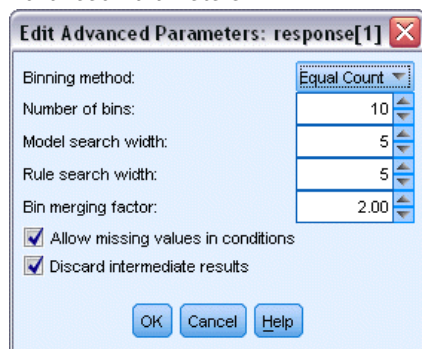 Edit Advanced Parameters: response[1]
Binning method: Equal Count
Number of bins: 10
Model search width: 5
Rule search width: 5
Bin merging factor: 2.00
Allow missing values in conditions
Discard intermediate results
OK Cancel Help